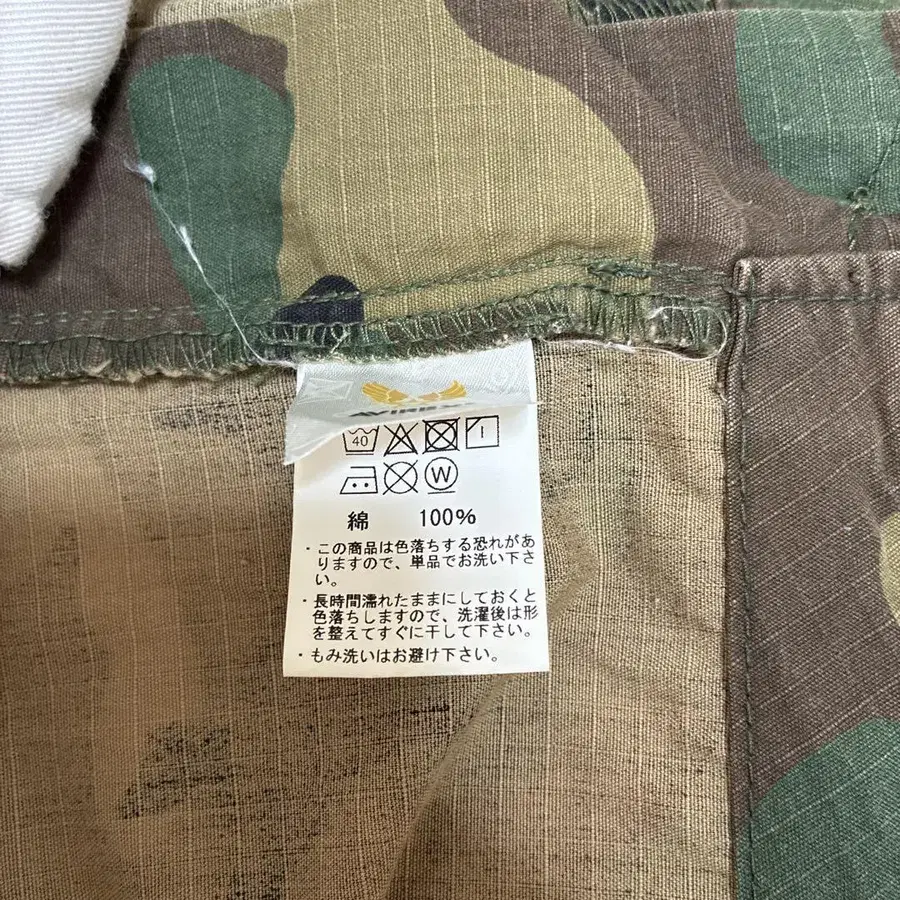 40
W
綿 100%
・この商品は色落ちする恐れがあ
りますので、単品でお洗い下さ
い。
・長時間濡れたままにしておくと
色落ちしますので、洗濯後は形
を整えてすぐに干して下さい。
・もみ洗いはお避け下さい。